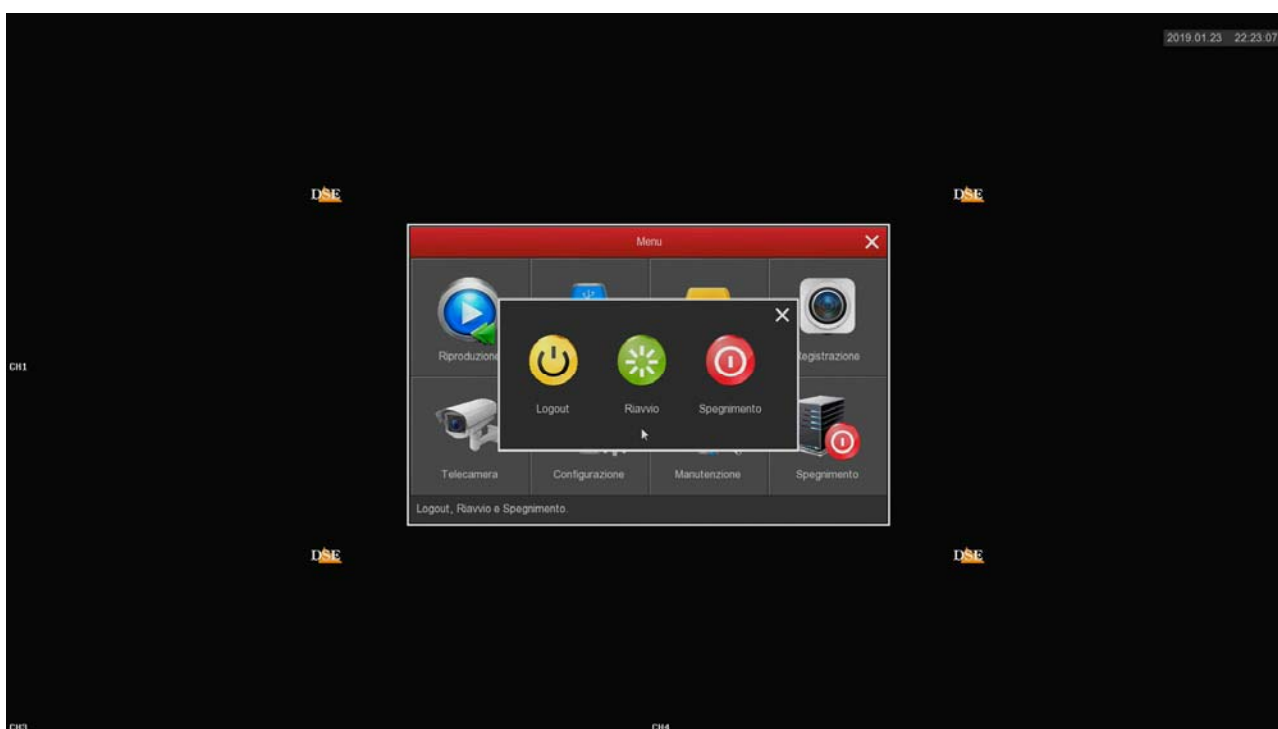 2019.01.23 22:23:07
DSE DSE
Menu
Riproduzione
Registrazione
CH1
Logout Riavvio Spegnimento
Telecamera Configurazione Manutenzione Spegnimento
Logout, Riavvio e Spegnimento.
DSE DSE
CH3 CH4